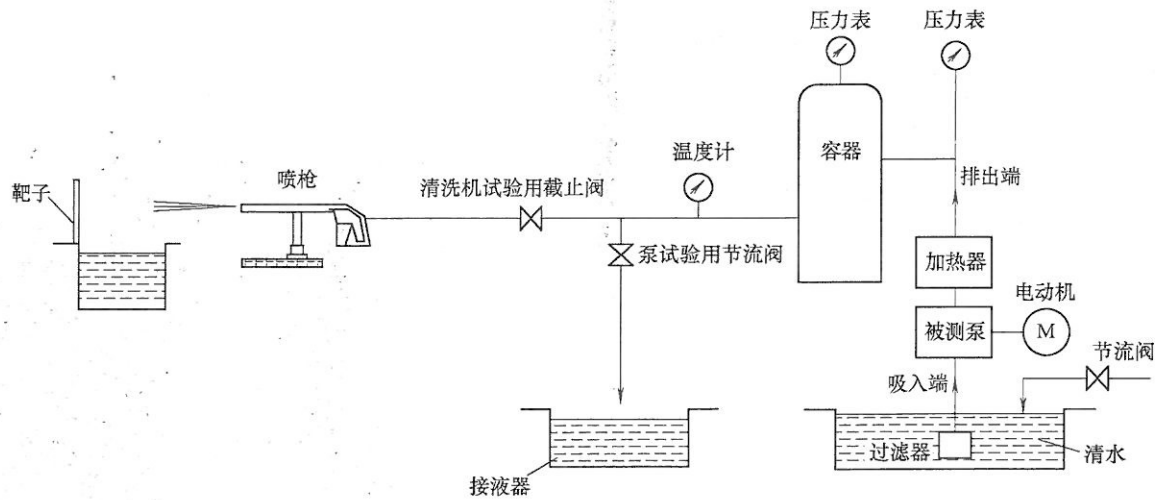 压力表
压力表
容器
温度计
排出端
靶子
喷枪
清洗机试验用截止阀
泵试验用节流阀
加热器
电动机
被测泵
M
节流阀
吸入端
过滤器
清水
接液器